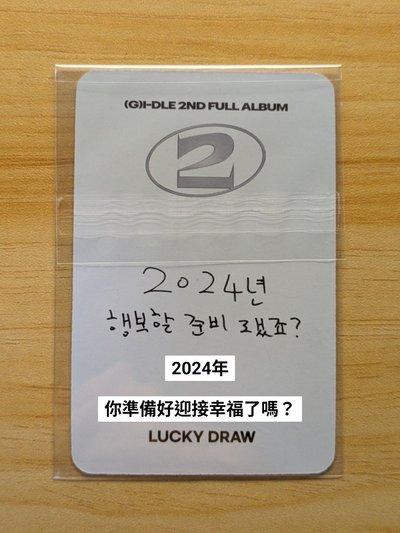 (G)I-DLE 2ND FULL ALBUM
2
2024년
행복할 준비 됐죠?
2024年
你準備好迎接幸福了嗎？
LUCKY DRAW